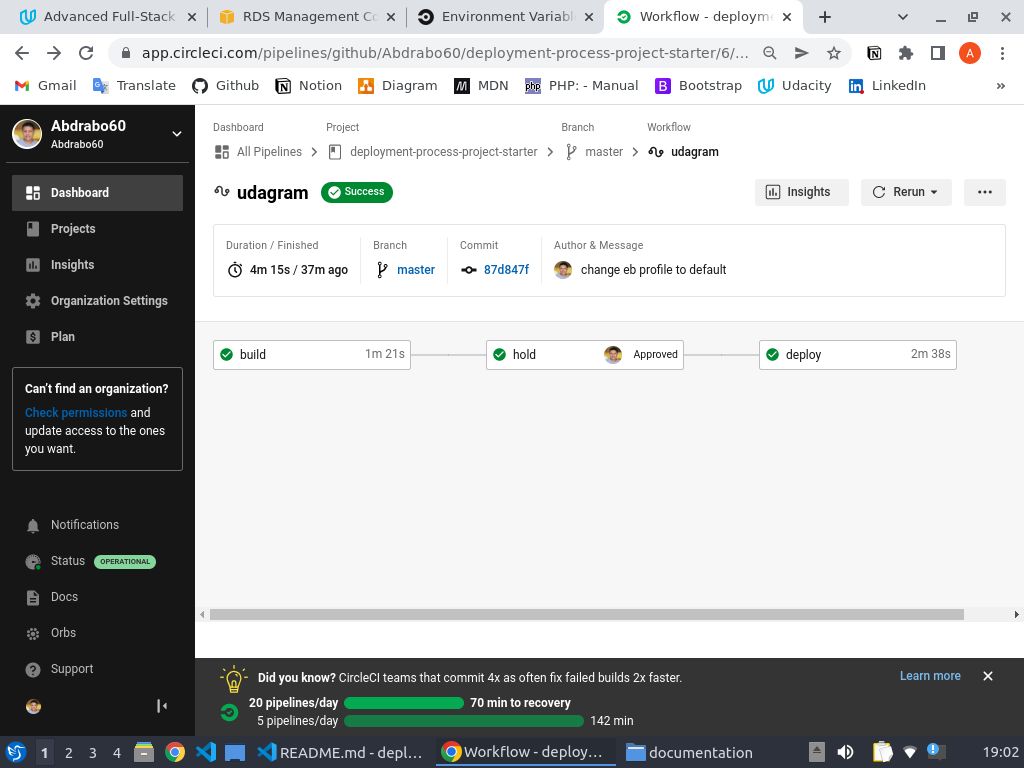 Advanced Full-Stack
RDS Management Co
Environment Variabl
Workflow - deployme
app.circleci.com/pipelines/github/Abdrabo60/deployment-process-project-starter/6/...
A
Gmail
Translate
Github
Notion
Diagram
MDN
PHP: - Manual
Bootstrap
Udacity
LinkedIn
»
Abdrabo60
Abdrabo60
Dashboard
Projects
Insights
Organization Settings
Plan
Can't find an organization?
Check permissions and
update access to the ones
you want.
Notifications
Status OPERATIONAL
Docs
Orbs
Support
Dashboard Project Branch Workflow
All Pipelines deployment-process-project-starter master udagram
udagram Success
Insights Rerun
Duration / Finished Branch Commit Author & Message
4m 15s / 37m ago master 87d847f change eb profile to default
build 1m 21s hold Approved deploy 2m 38s
Did you know? CircleCI teams that commit 4x as often fix failed builds 2x faster.
Learn more
20 pipelines/day 70 min to recovery
5 pipelines/day 142 min
1 2 3 4 README.md - depl... Workflow - deploy... documentation 19:02